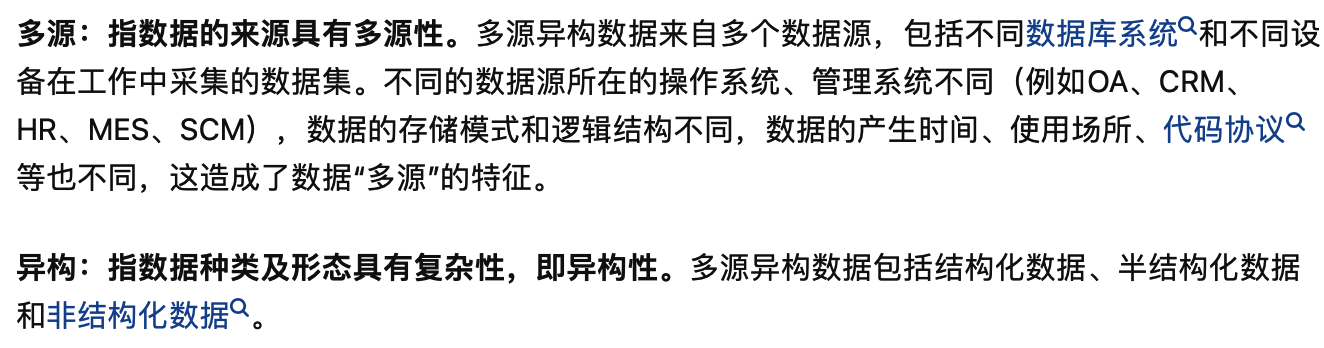 多源：指数据的来源具有多源性。多源异构数据来自多个数据源，包括不同数据库系统和不同设
备在工作中采集的数据集。不同的数据源所在的操作系统、管理系统不同（例如OA、CRM、
HR、MES、SCM），数据的存储模式和逻辑结构不同，数据的产生时间、使用场所、代码协议
等也不同，这造成了数据“多源”的特征。
异构：指数据种类及形态具有复杂性，即异构性。多源异构数据包括结构化数据、半结构化数据
和非结构化数据。